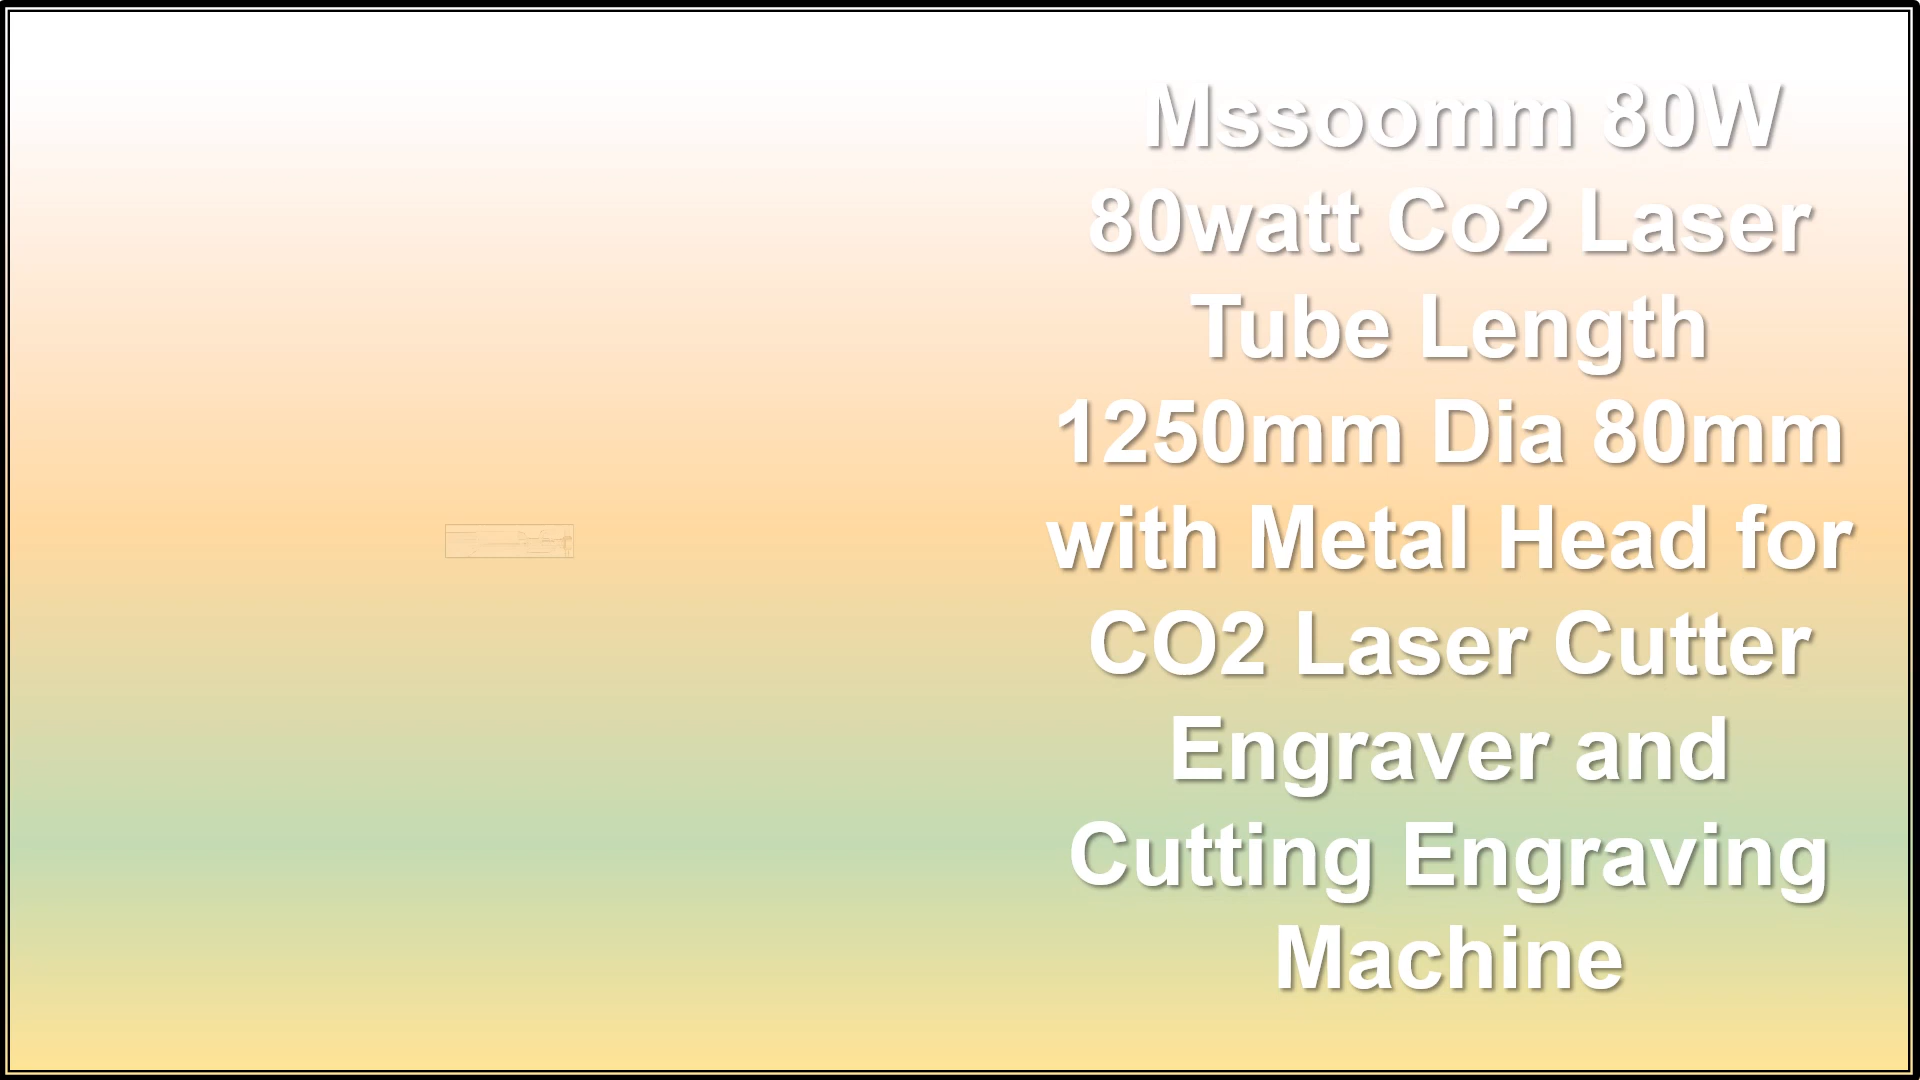 Mssoomm 80W
80watt Co2 Laser
Tube Length
1250mm Dia 80mm
with Metal Head for
CO2 Laser Cutter
Engraver and
Cutting Engraving
Machine